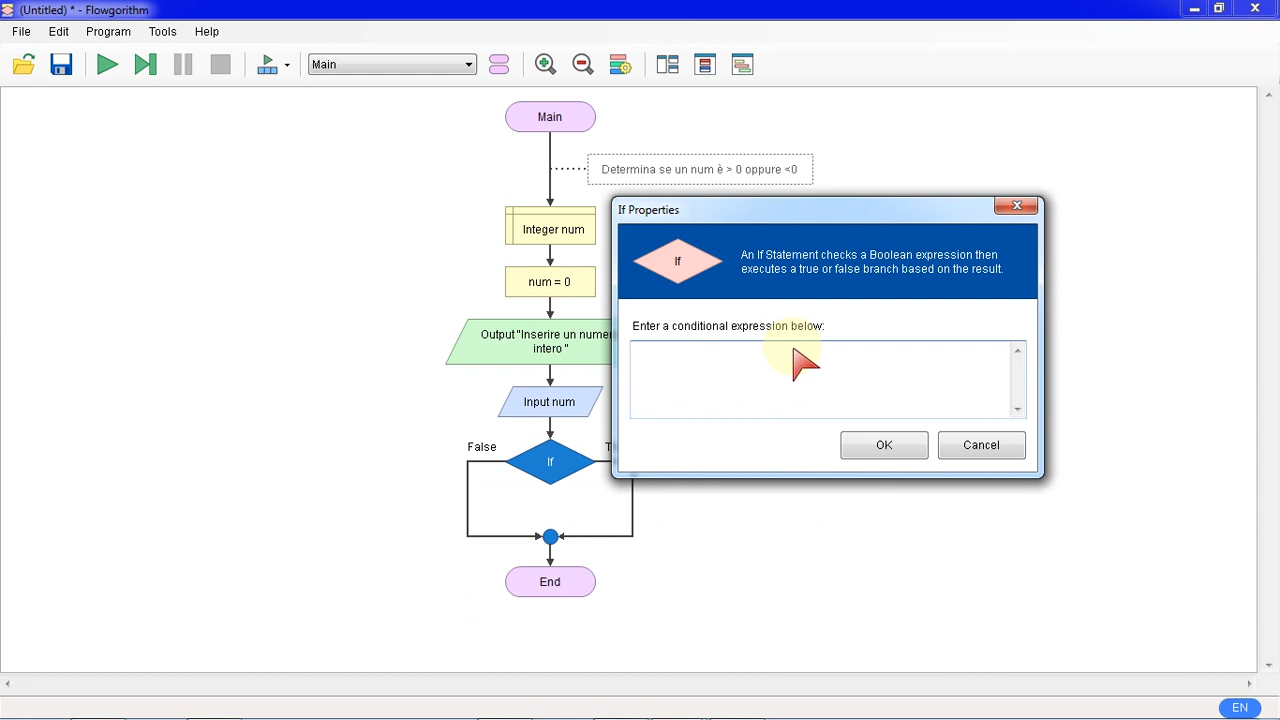 (Untitled) * - Flowgorithm
File Edit Program Tools Help
Main
Main
Determina se un num è > 0 oppure <0
Integer num
num = 0
Output "Inserire un nume
intero "
Input num
False
T
If
End
If Properties
If
An If Statement checks a Boolean expression then
executes a true or false branch based on the result.
Enter a conditional expression below:
OK Cancel
EN